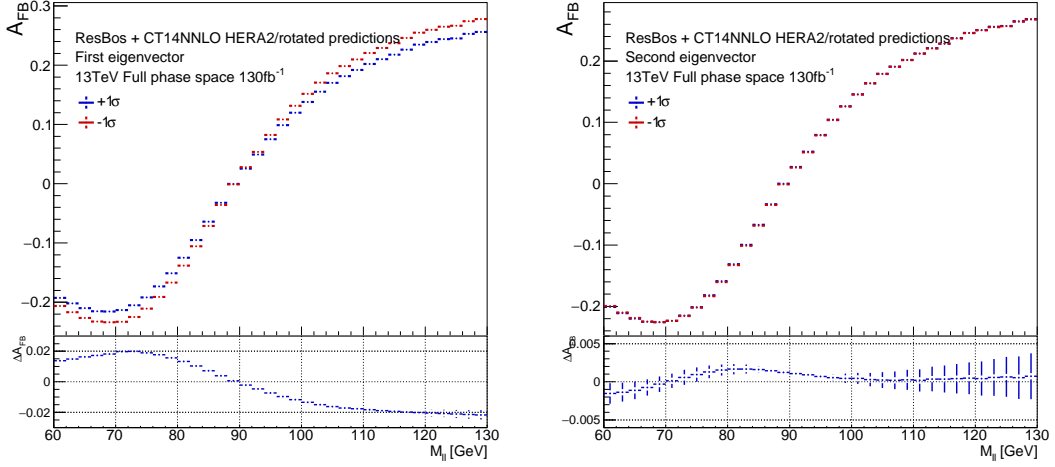 A_FB
0.3
0.2
0.1
0
−0.1
−0.2
ResBos + CT14NNLO HERA2/rotated predictions
First eigenvector
13TeV Full phase space 130fb⁻¹
+1σ
-1σ
ΔA_FB
0.02
0
−0.02
60 70 80 90 100 110 120 130
M_ll [GeV]
A_FB
0.2
0.1
0
−0.1
−0.2
ResBos + CT14NNLO HERA2/rotated predictions
Second eigenvector
13TeV Full phase space 130fb⁻¹
+1σ
-1σ
ΔA_FB
0.005
0
−0.005
60 70 80 90 100 110 120 130
M_ll [GeV]